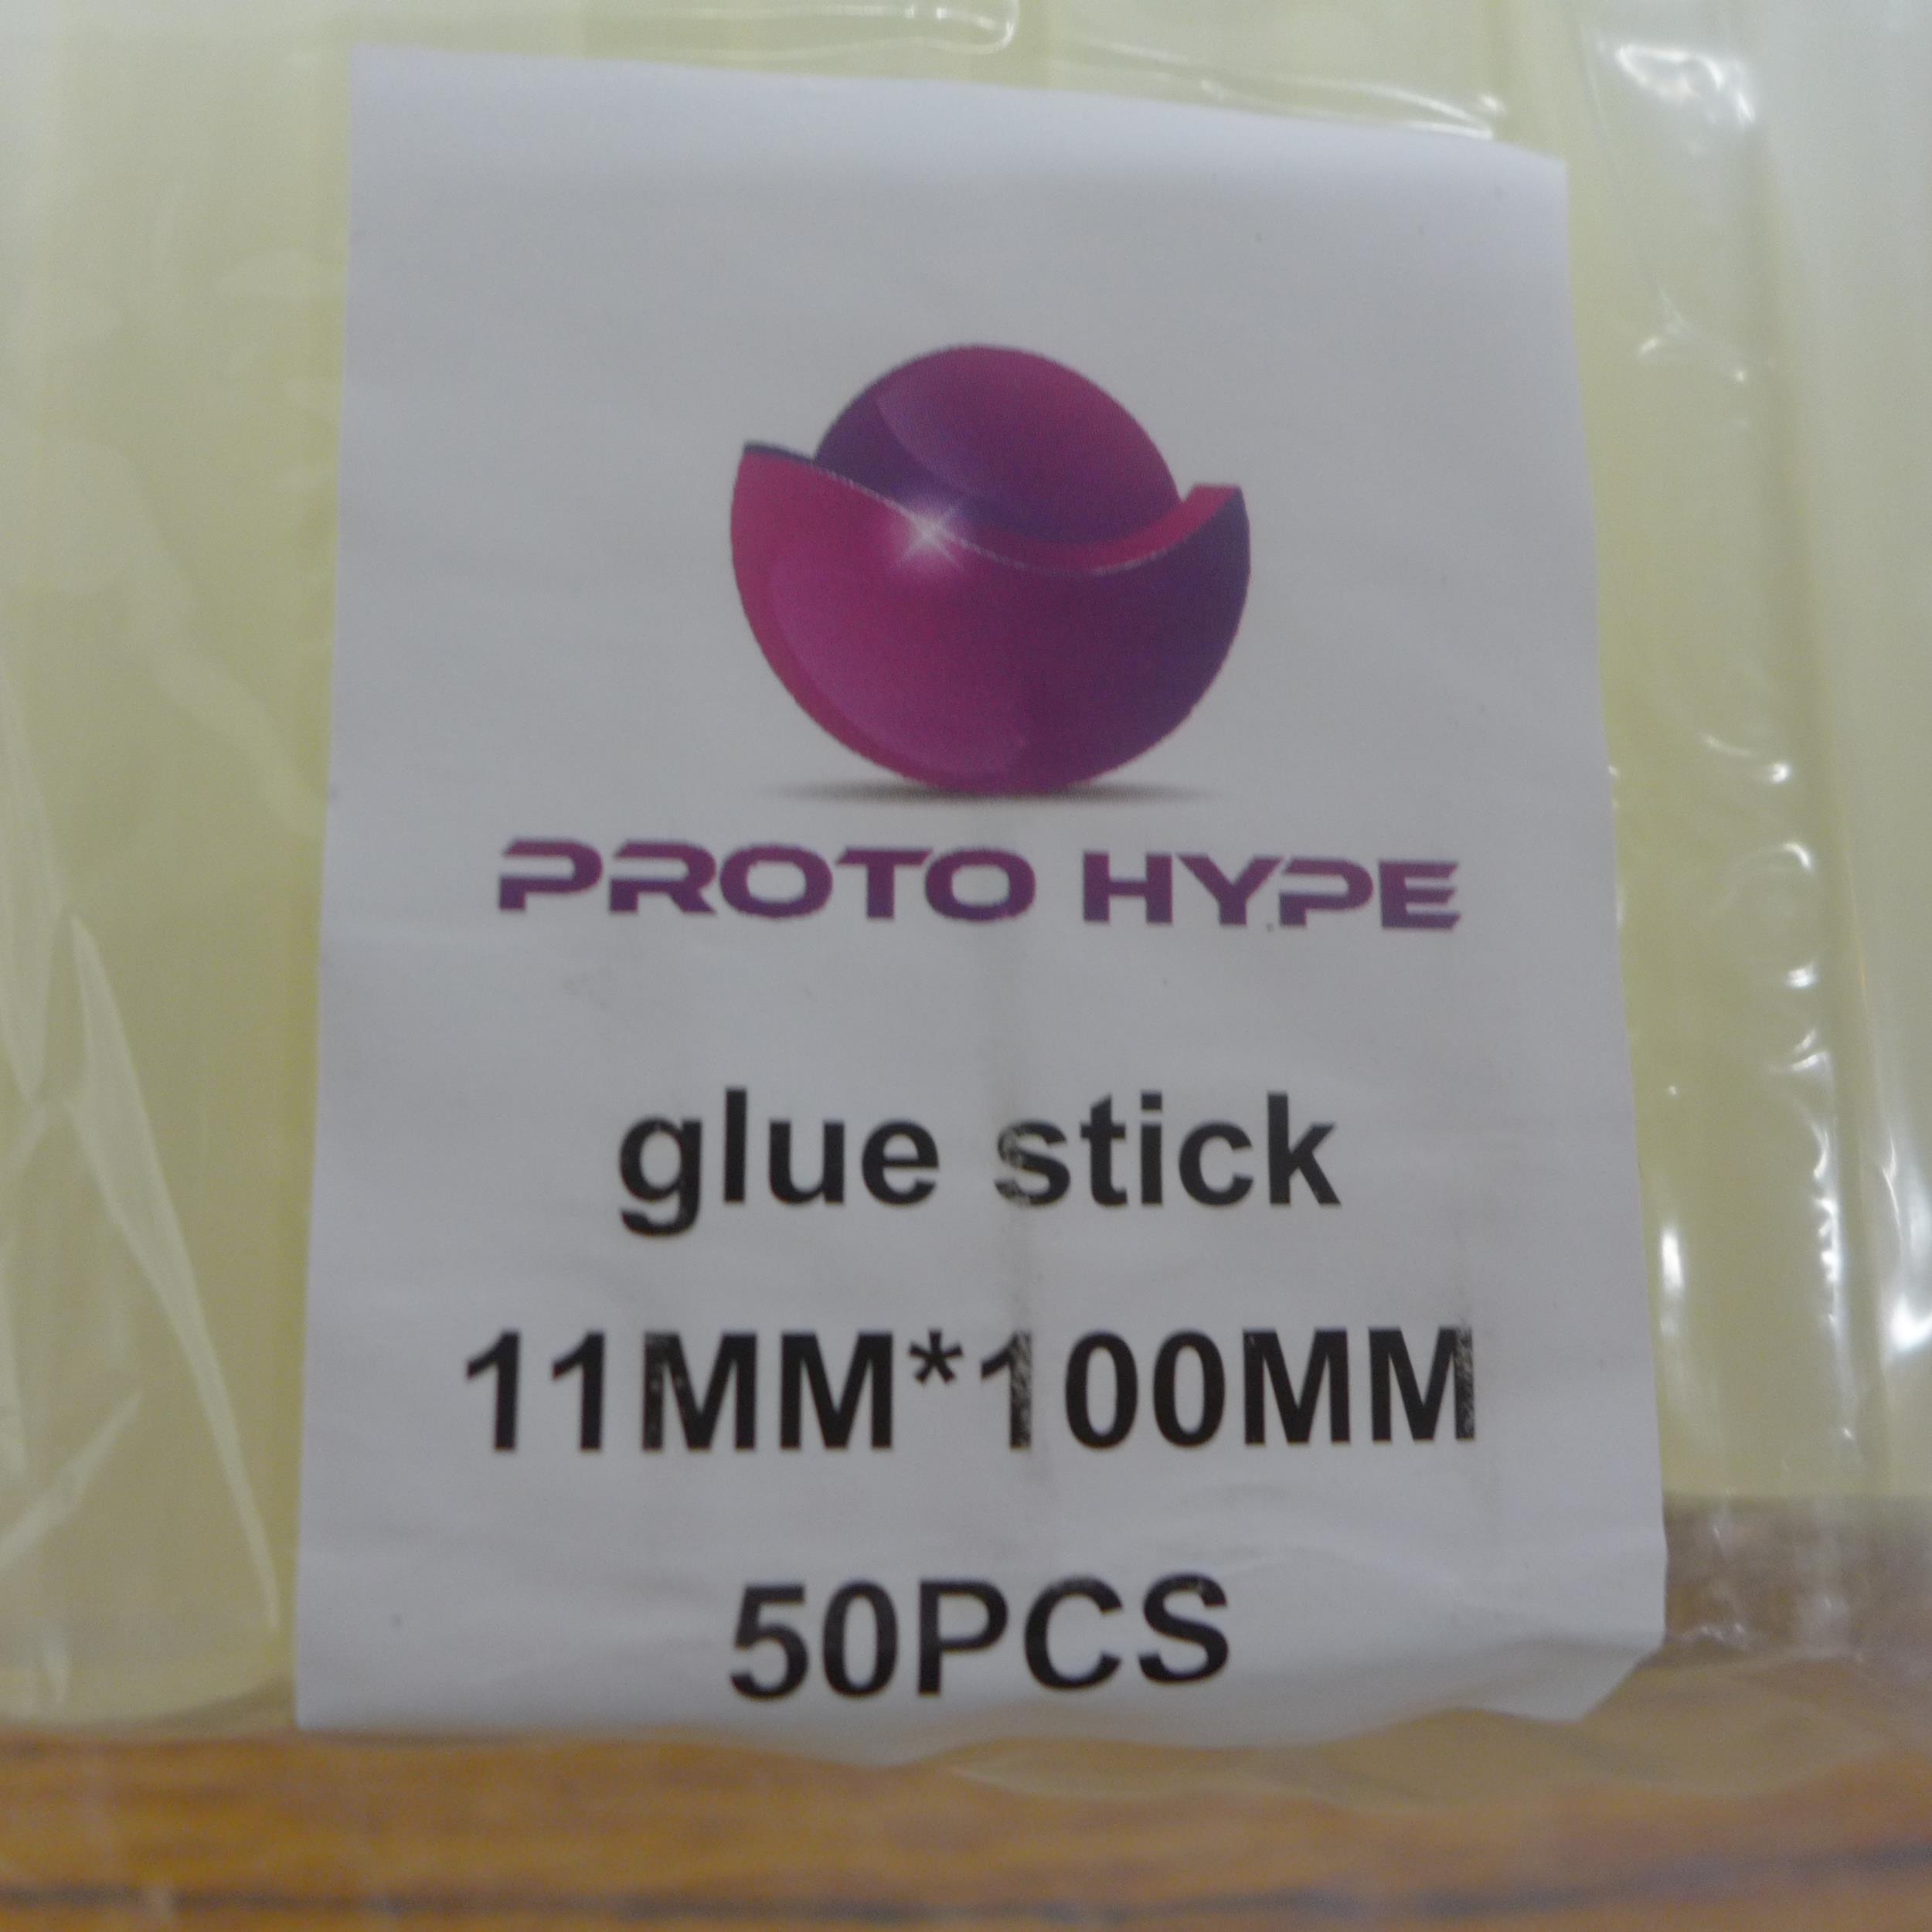 PROTO HYPE
glue stick
11MM*100MM
50PCS